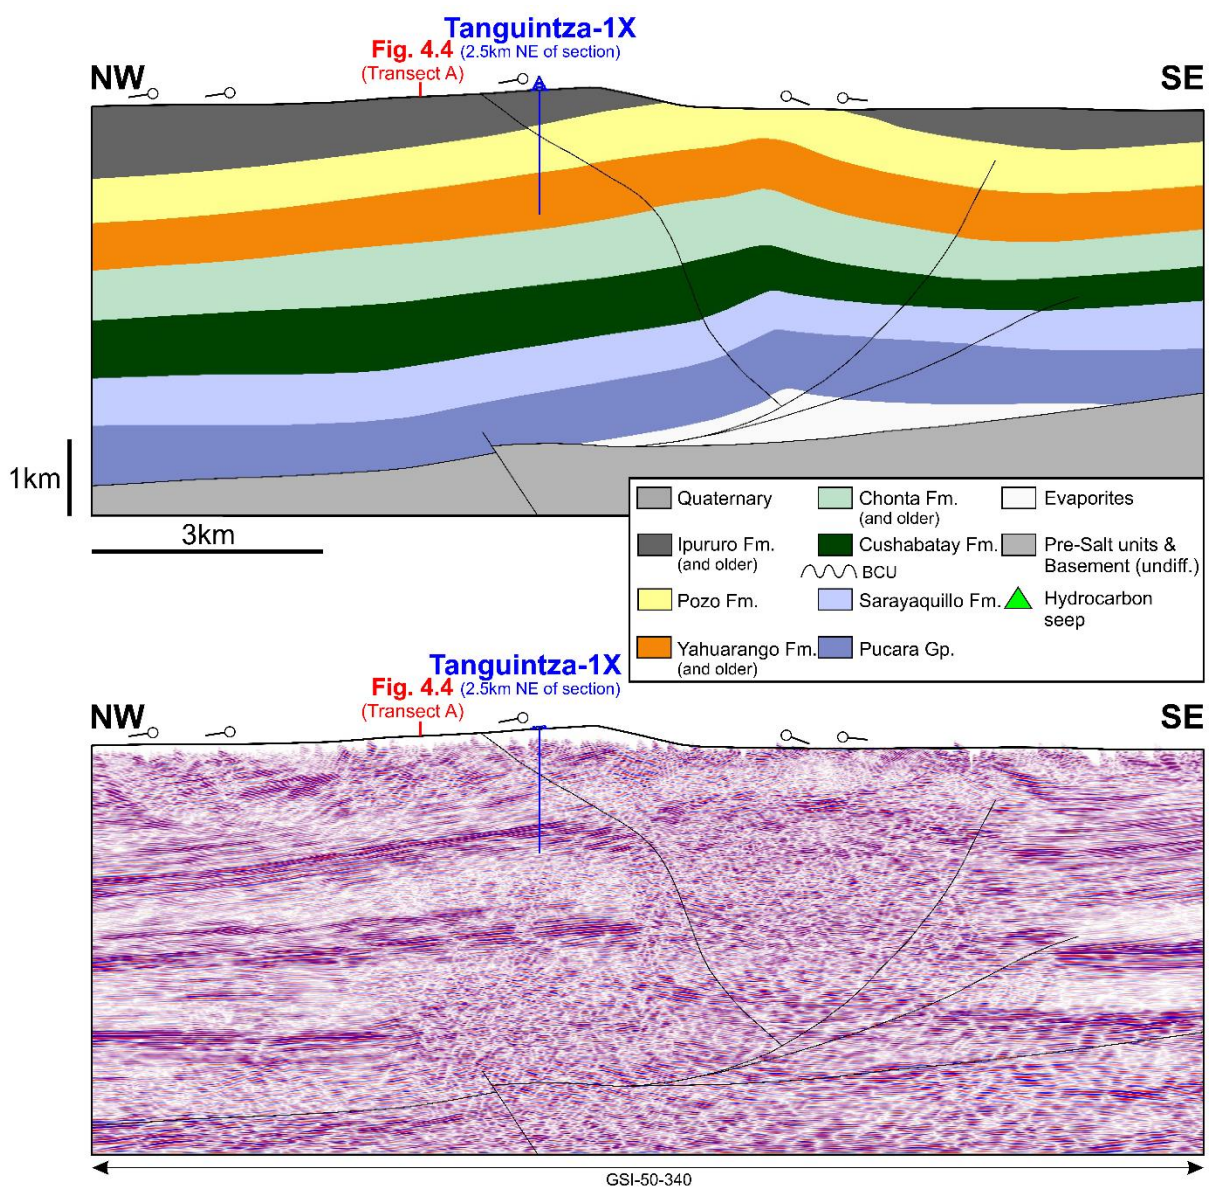 Tanguintza-1X
Fig. 4.4 (2.5km NE of section)
NW (Transect A) SE
1km
3km
Quaternary
Ipururo Fm.
(and older)
Pozo Fm.
Yahuarango Fm.
(and older)
Chonta Fm.
(and older)
Cushabatay Fm.
BCU
Sarayaquillo Fm.
Pucara Gp.
Evaporites
Pre-Salt units &
Basement (undiff.)
Hydrocarbon
seep
Tanguintza-1X
Fig. 4.4 (2.5km NE of section)
NW (Transect A) SE
GSI-50-340